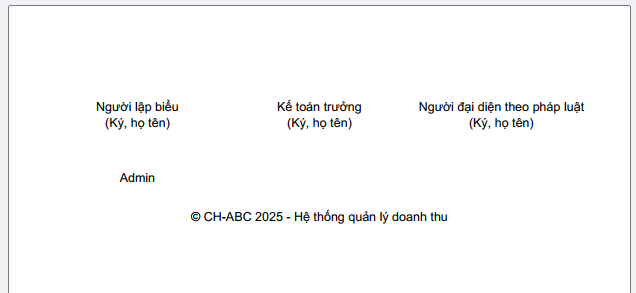 Người lập biểu Kế toán trưởng Người đại diện theo pháp luật
(Ký, họ tên) (Ký, họ tên) (Ký, họ tên)
Admin
© CH-ABC 2025 - Hệ thống quản lý doanh thu